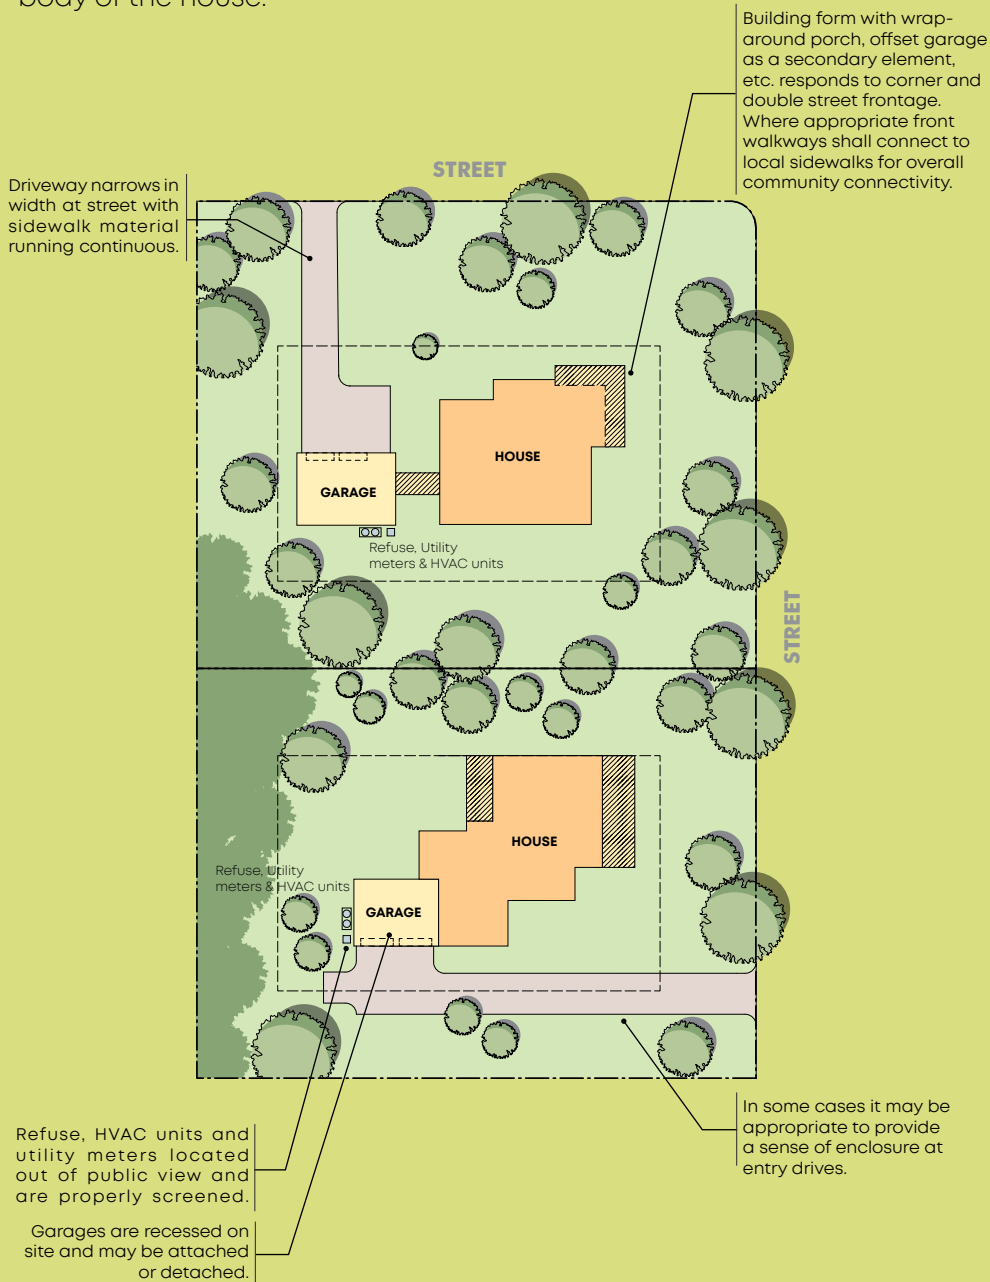 body of the house.
Building form with wrap-
around porch, offset garage
as a secondary element,
etc. responds to corner and
double street frontage.
Where appropriate front
walkways shall connect to
local sidewalks for overall
community connectivity.
STREET
Driveway narrows in
width at street with
sidewalk material
running continuous.
HOUSE
GARAGE
Refuse, Utility
meters & HVAC units
STREET
HOUSE
Refuse, Utility
meters & HVAC units
GARAGE
In some cases it may be
appropriate to provide
a sense of enclosure at
entry drives.
Refuse, HVAC units and
utility meters located
out of public view and
are properly screened.
Garages are recessed on
site and may be attached
or detached.